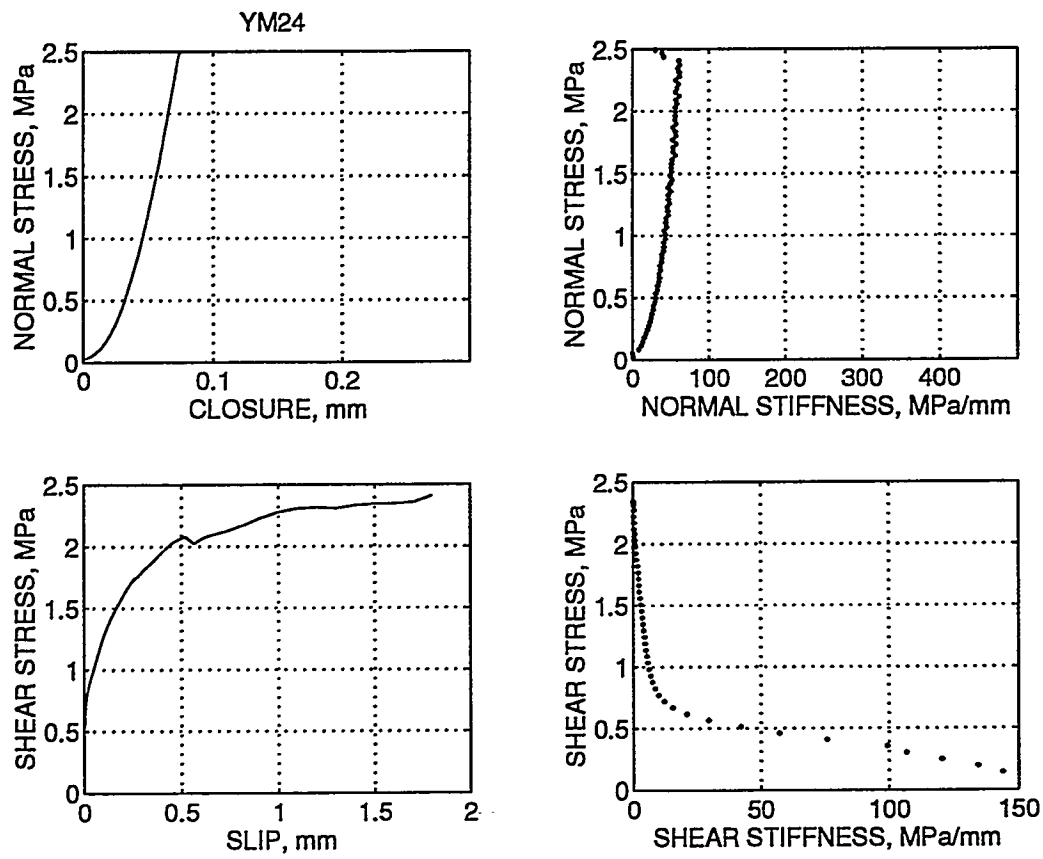 YM24
NORMAL STRESS, MPa
2.5
2
1.5
1
0.5
0
0 0.1 0.2
CLOSURE, mm
NORMAL STRESS, MPa
2.5
2
1.5
1
0.5
0
0 100 200 300 400
NORMAL STIFFNESS, MPa/mm
SHEAR STRESS, MPa
2.5
2
1.5
1
0.5
0
0 0.5 1 1.5 2
SLIP, mm
SHEAR STRESS, MPa
2.5
2
1.5
1
0.5
0
0 50 100 150
SHEAR STIFFNESS, MPa/mm